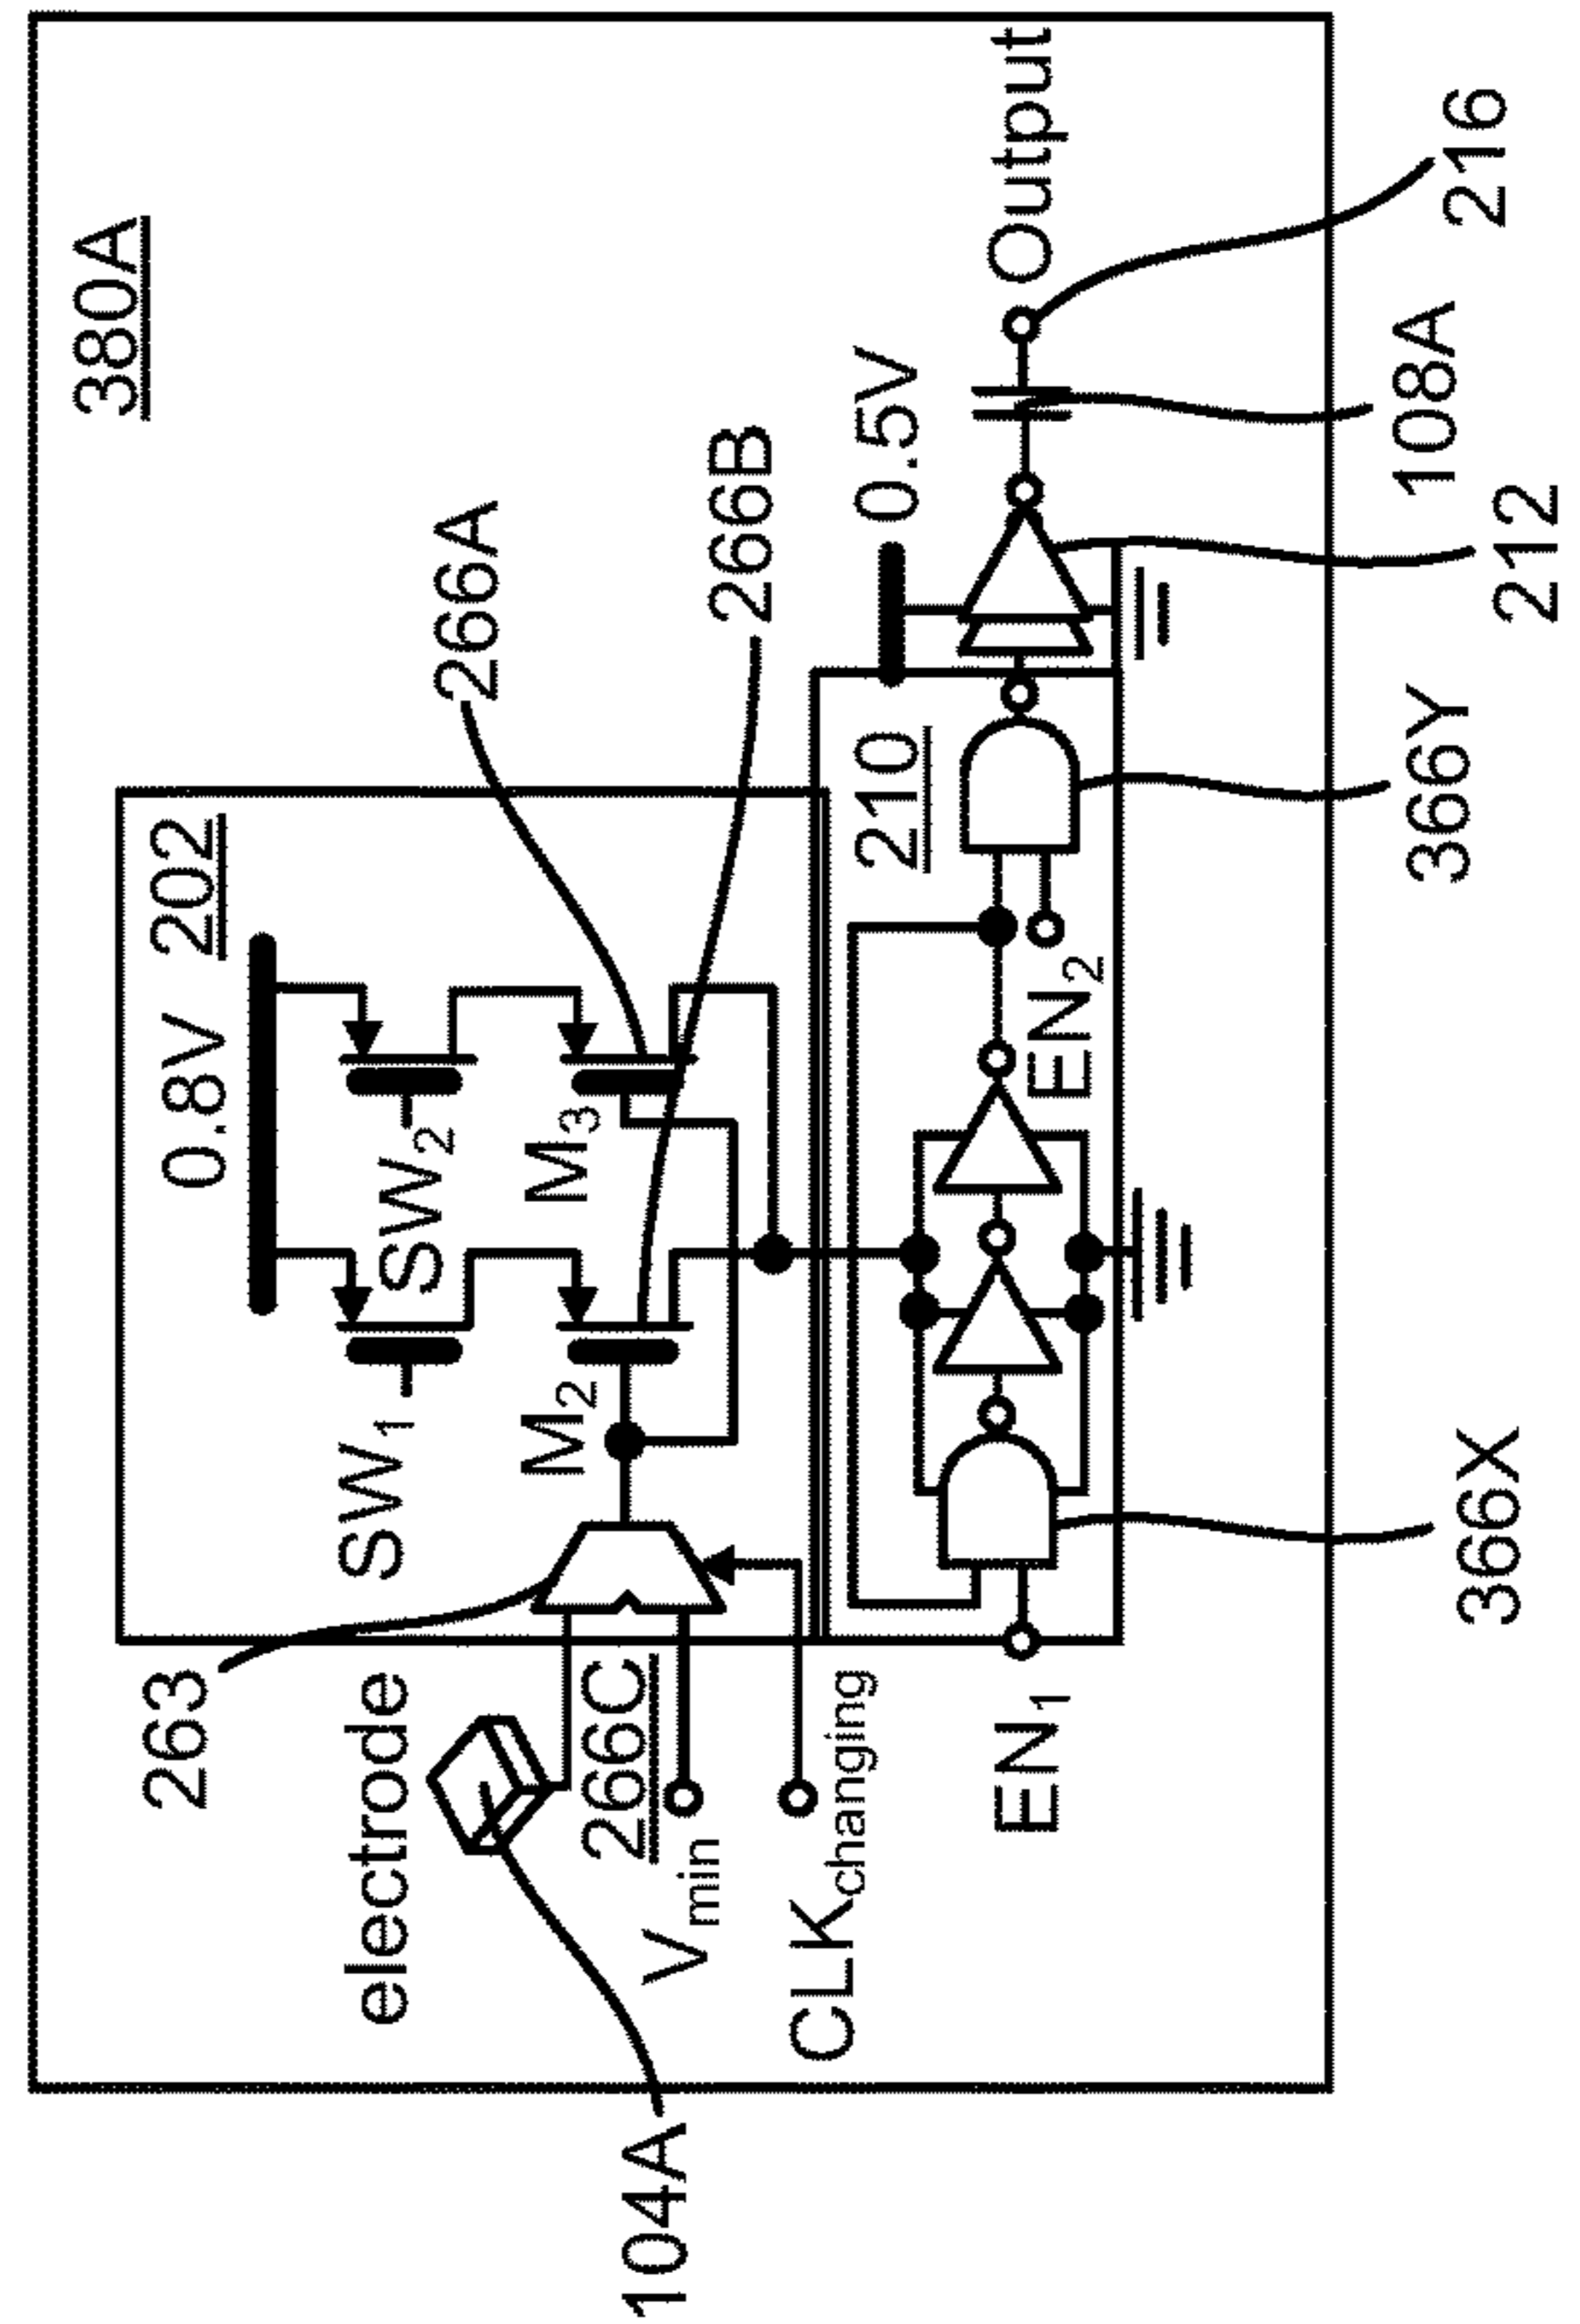 380A
0.8V
202
266A
266B
SW1
SW2
M2
M3
263
electrode
266C
Vmin
CLKchanging
104A
EN1
EN2
210
0.5V
Output
366X
366Y
212
108A
216